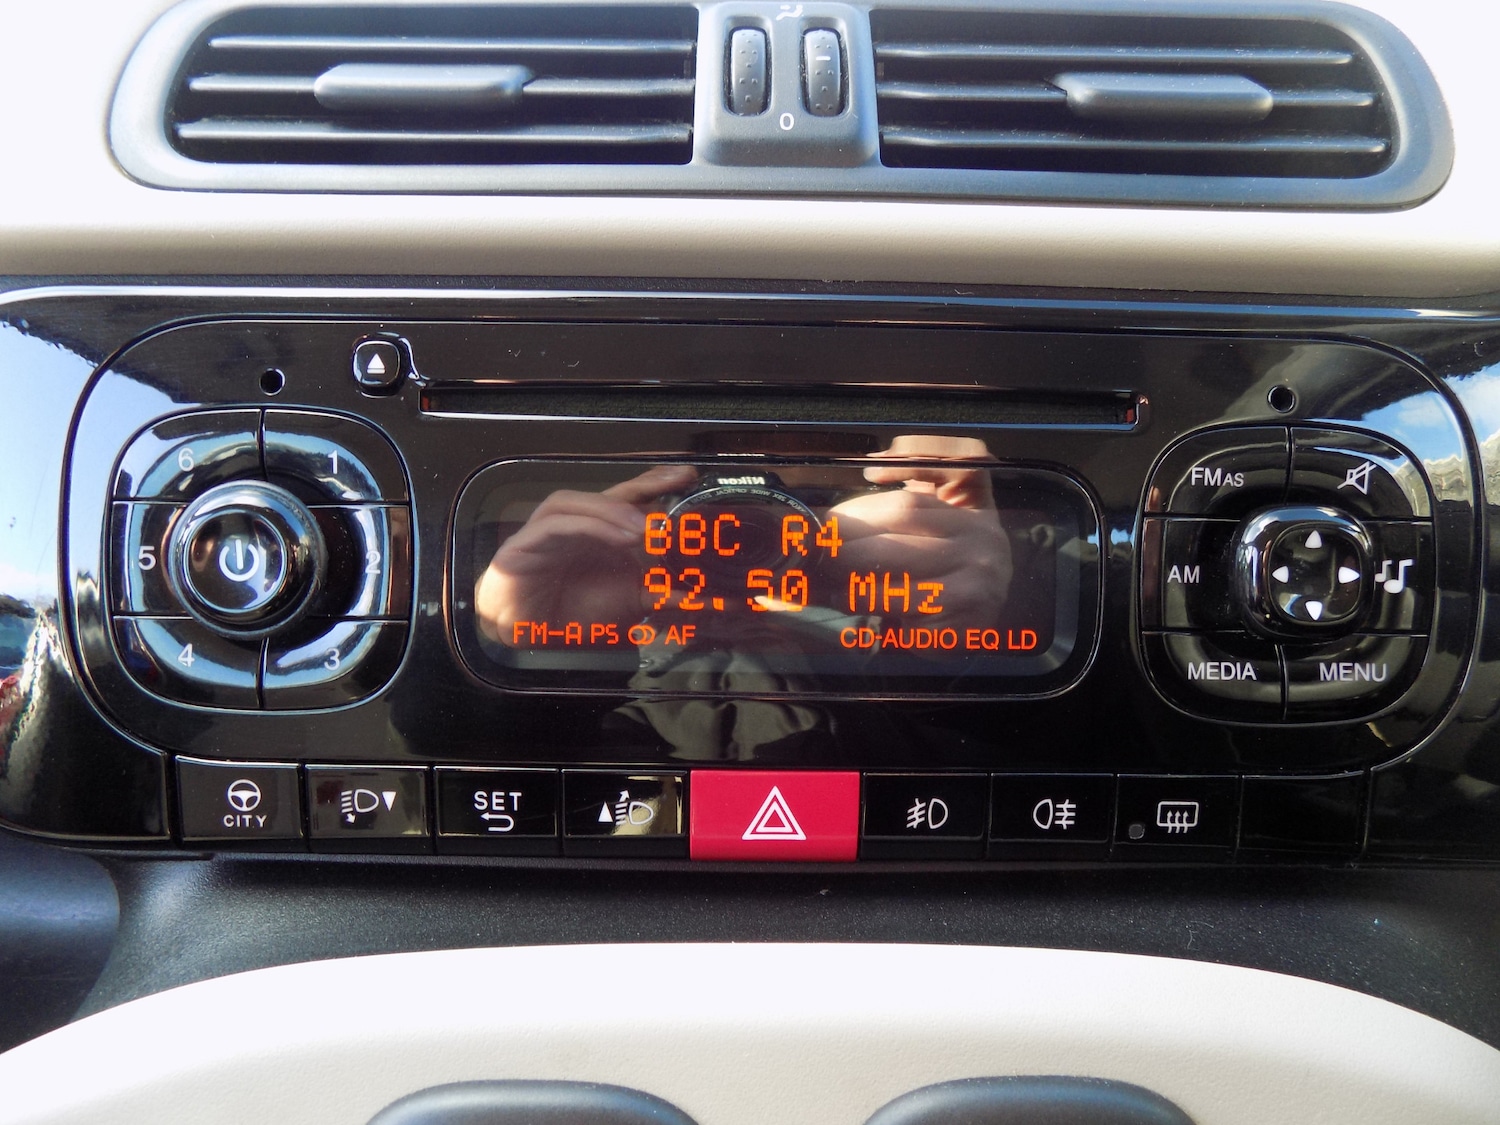 0
6
1
5
2
4
3
Nikon
BBC R4
92.50 MHz
FM-A PS AF
CD-AUDIO EQ LD
FMAS
AM
MEDIA
MENU
CITY
SET